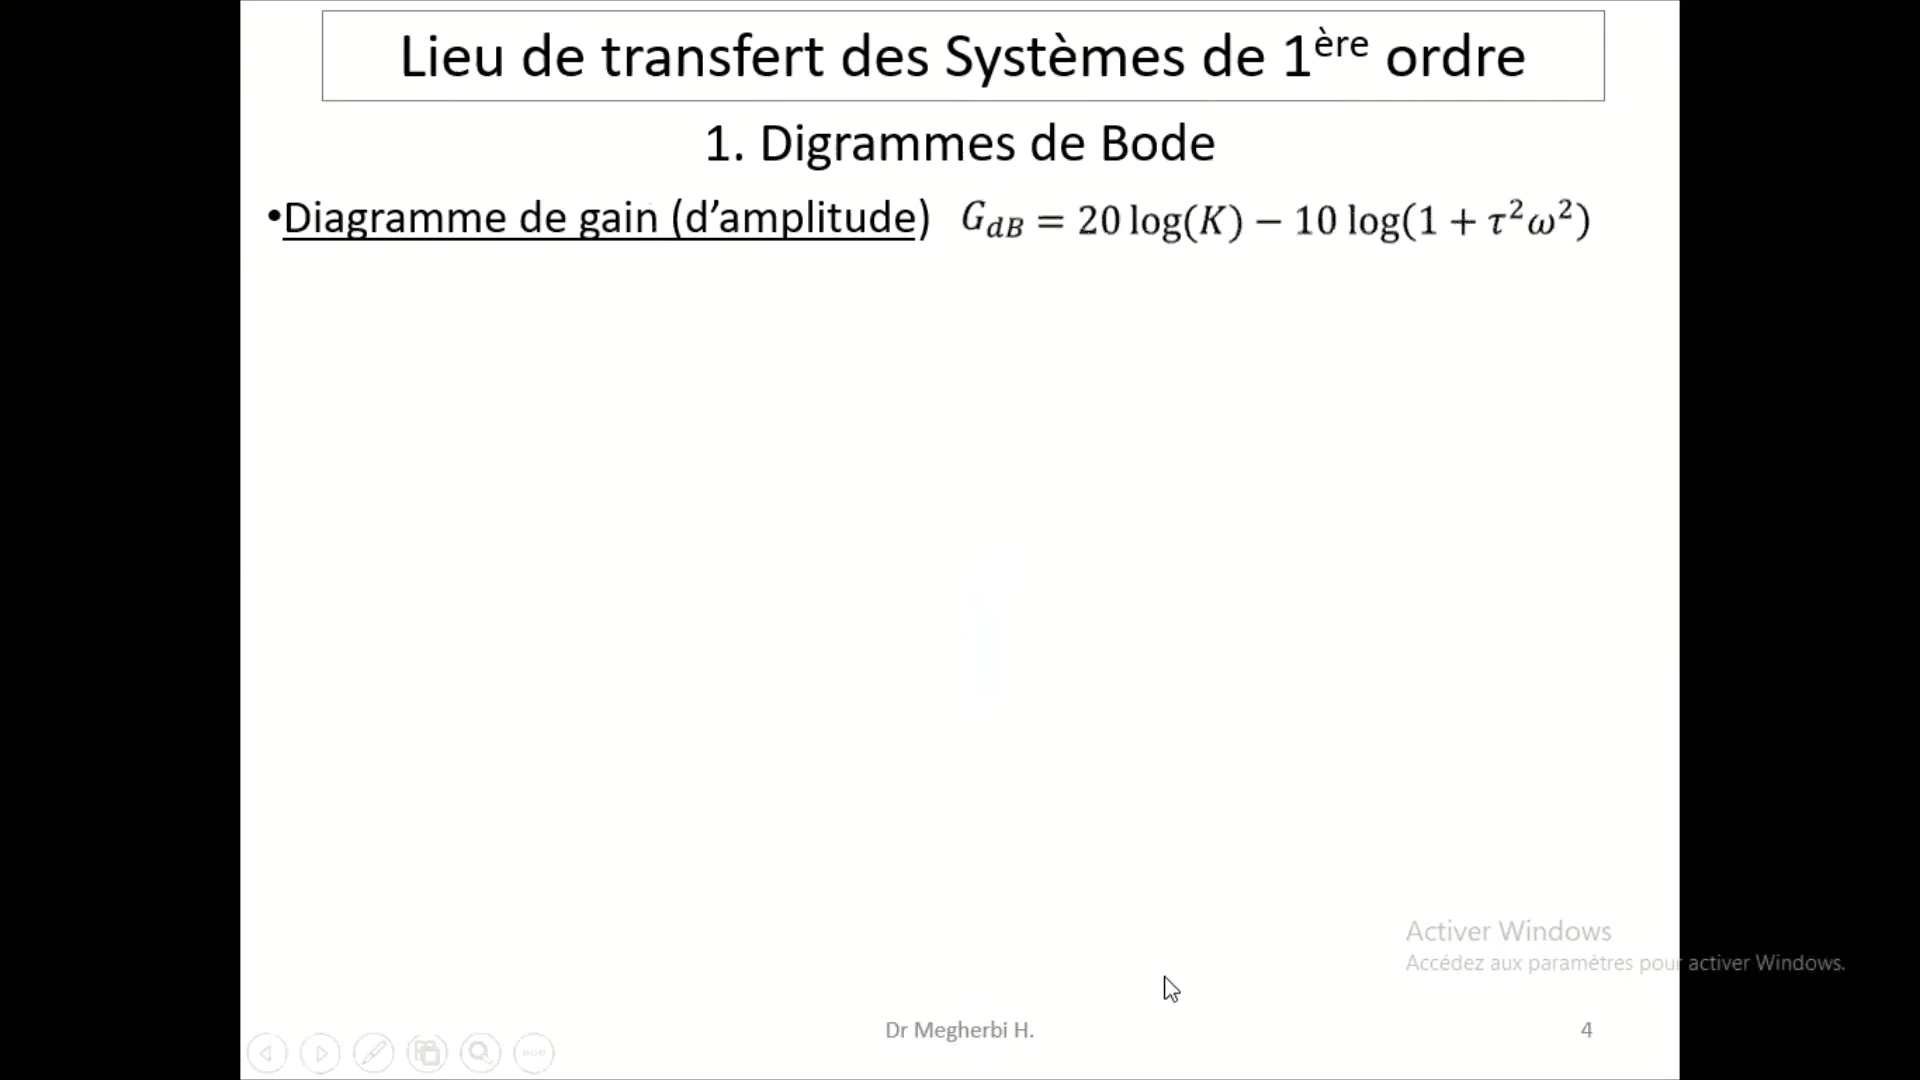 Lieu de transfert des Systèmes de 1ère ordre
1. Digrammes de Bode
•Diagramme de gain (d’amplitude) G_dB = 20 log(K) − 10 log(1 + τ²ω²)
Activer Windows
Accédez aux paramètres pour activer Windows.
Dr Megherbi H.
4